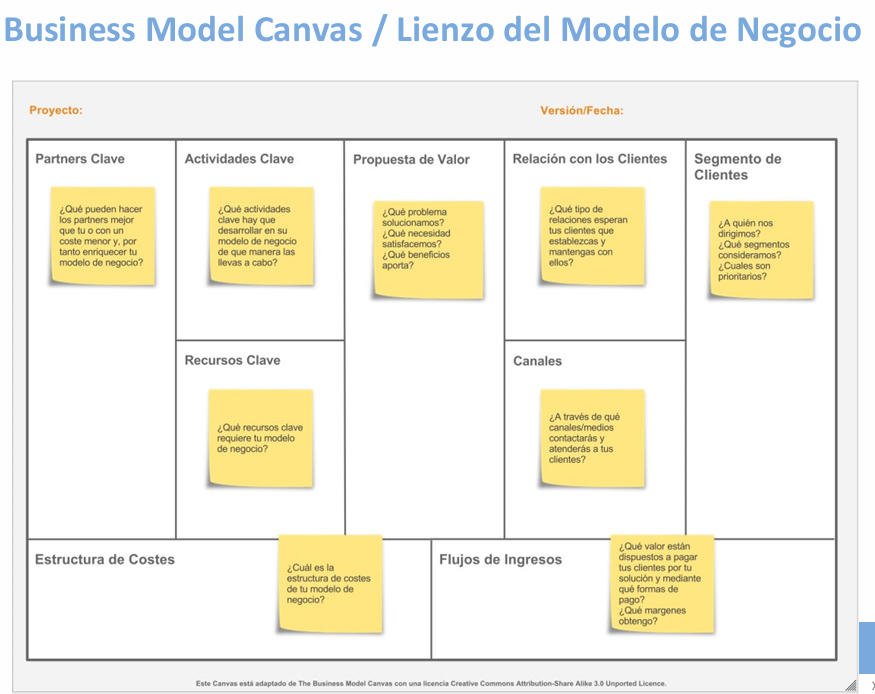 Business Model Canvas / Lienzo del Modelo de Negocio
Proyecto:
Versión/Fecha:
Partners Clave
¿Qué pueden hacer
los partners mejor
que tu o con un
coste menor y, por
tanto enriquecer tu
modelo de negocio?
Actividades Clave
¿Qué actividades
clave hay que
desarrollar en su
modelo de negocio
de que manera las
llevas a cabo?
Recursos Clave
¿Qué recursos clave
requiere tu modelo
de negocio?
Propuesta de Valor
¿Qué problema
solucionamos?
¿Qué necesidad
satisfacemos?
¿Qué beneficios
aporta?
Relación con los Clientes
¿Qué tipo de
relaciones esperan
tus clientes que
establezcas y
mantengas con
ellos?
Canales
¿A través de qué
canales/medios
contactarás y
atenderás a tus
clientes?
Segmento de
Clientes
¿A quién nos
dirigimos?
¿Qué segmentos
consideramos?
¿Cuales son
prioritarios?
Estructura de Costes
¿Cuál es la
estructura de costes
de tu modelo de
negocio?
Flujos de Ingresos
¿Qué valor están
dispuestos a pagar
tus clientes por tu
solución y mediante
qué formas de
pago?
¿Qué margenes
obtengo?
Este Canvas está adaptado de The Business Model Canvas con una licencia Creative Commons Attribution-Share Alike 3.0 Unported Licence.